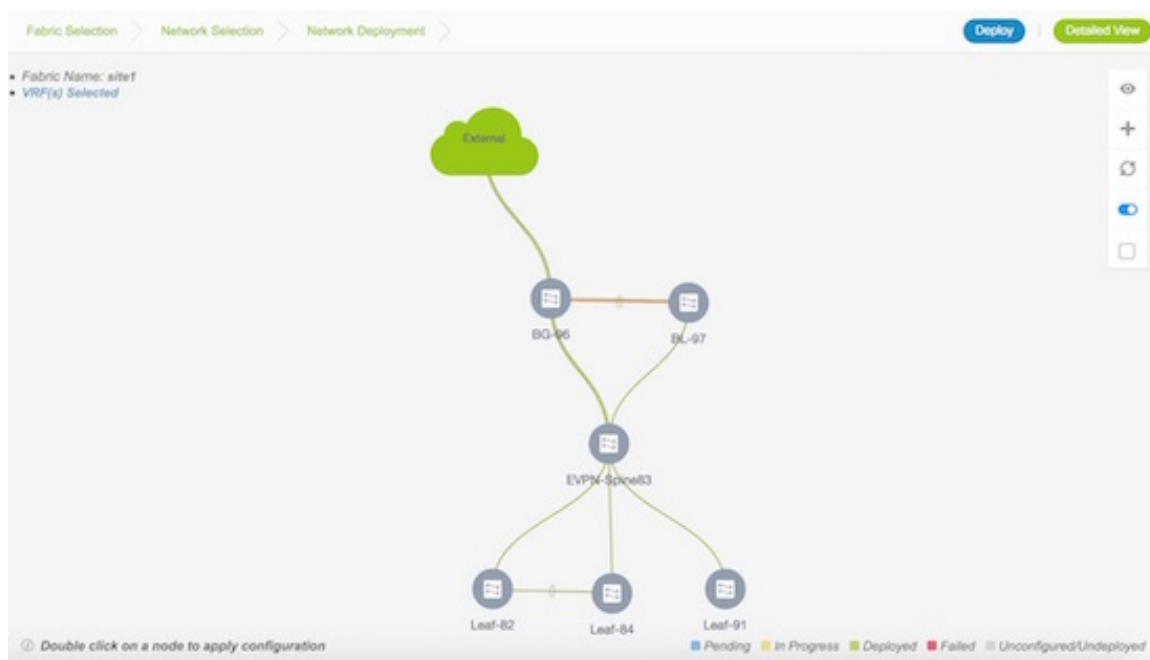 Fabric Selection Network Selection Network Deployment Deploy Detailed View
Fabric Name: site1
VRF(s) Selected
External
BG-96
BL-97
EVPN-Spine83
Leaf-82
Leaf-84
Leaf-91
Double click on a node to apply configuration
Pending In Progress Deployed Failed Unconfigured/Undeployed